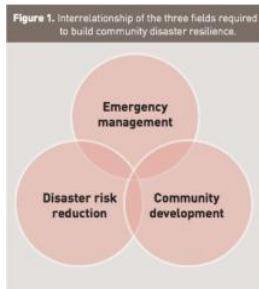 Figure 1. Interrelationship of the three fields required
to build community disaster resilience.
Emergency
management
Disaster risk
reduction
Community
development